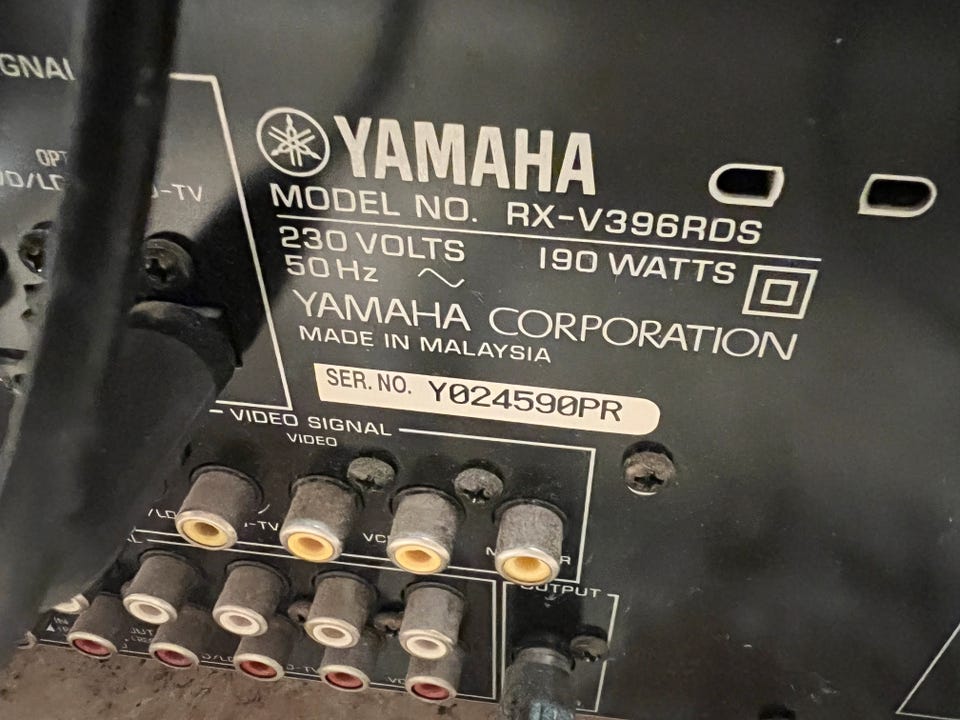 YAMAHA
MODEL NO. RX-V396RDS
230 VOLTS 190 WATTS
50 Hz
YAMAHA CORPORATION
MADE IN MALAYSIA
SER. NO. Y024590PR
VIDEO SIGNAL
VIDEO